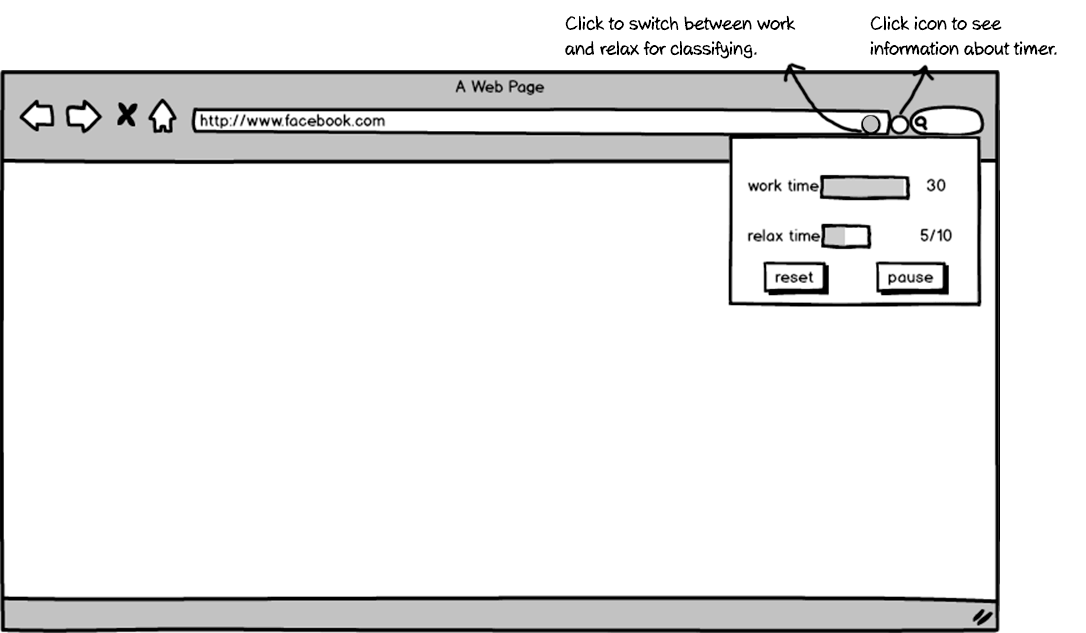 Click to switch between work
and relax for classifying.
Click icon to see
information about timer.
A Web Page
http://www.facebook.com
work time 30
relax time 5/10
reset pause